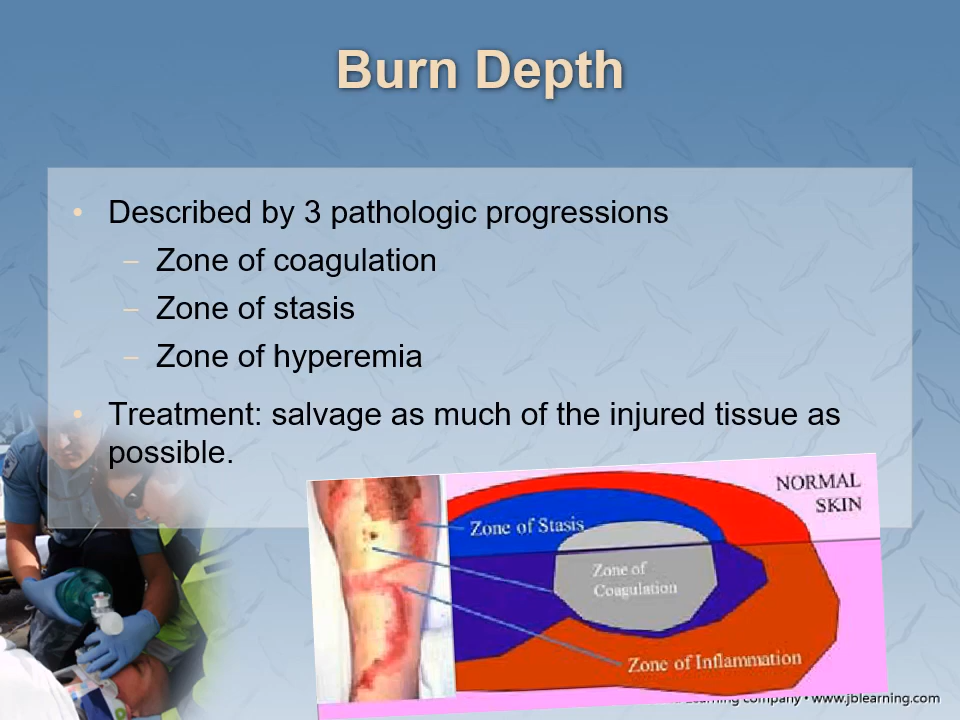 Burn Depth
• Described by 3 pathologic progressions
– Zone of coagulation
– Zone of stasis
– Zone of hyperemia
• Treatment: salvage as much of the injured tissue as
possible.
NORMAL
SKIN
Zone of Stasis
Zone of
Coagulation
Zone of Inflammation
Learning company • www.jblearning.com